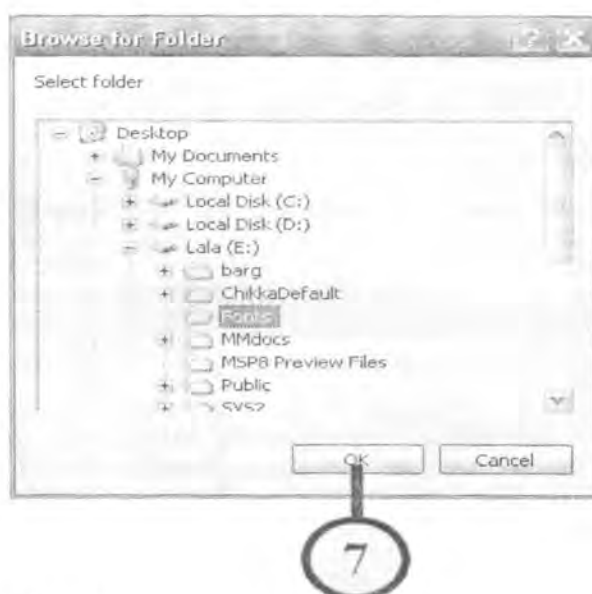 Browse for Folder
Select folder
Desktop
My Documents
My Computer
Local Disk (C:)
Local Disk (D:)
Lala (E:)
barg
ChikkaDefault
Fonts
MMdocs
MSP8 Preview Files
Public
SYS2
OK
Cancel
7